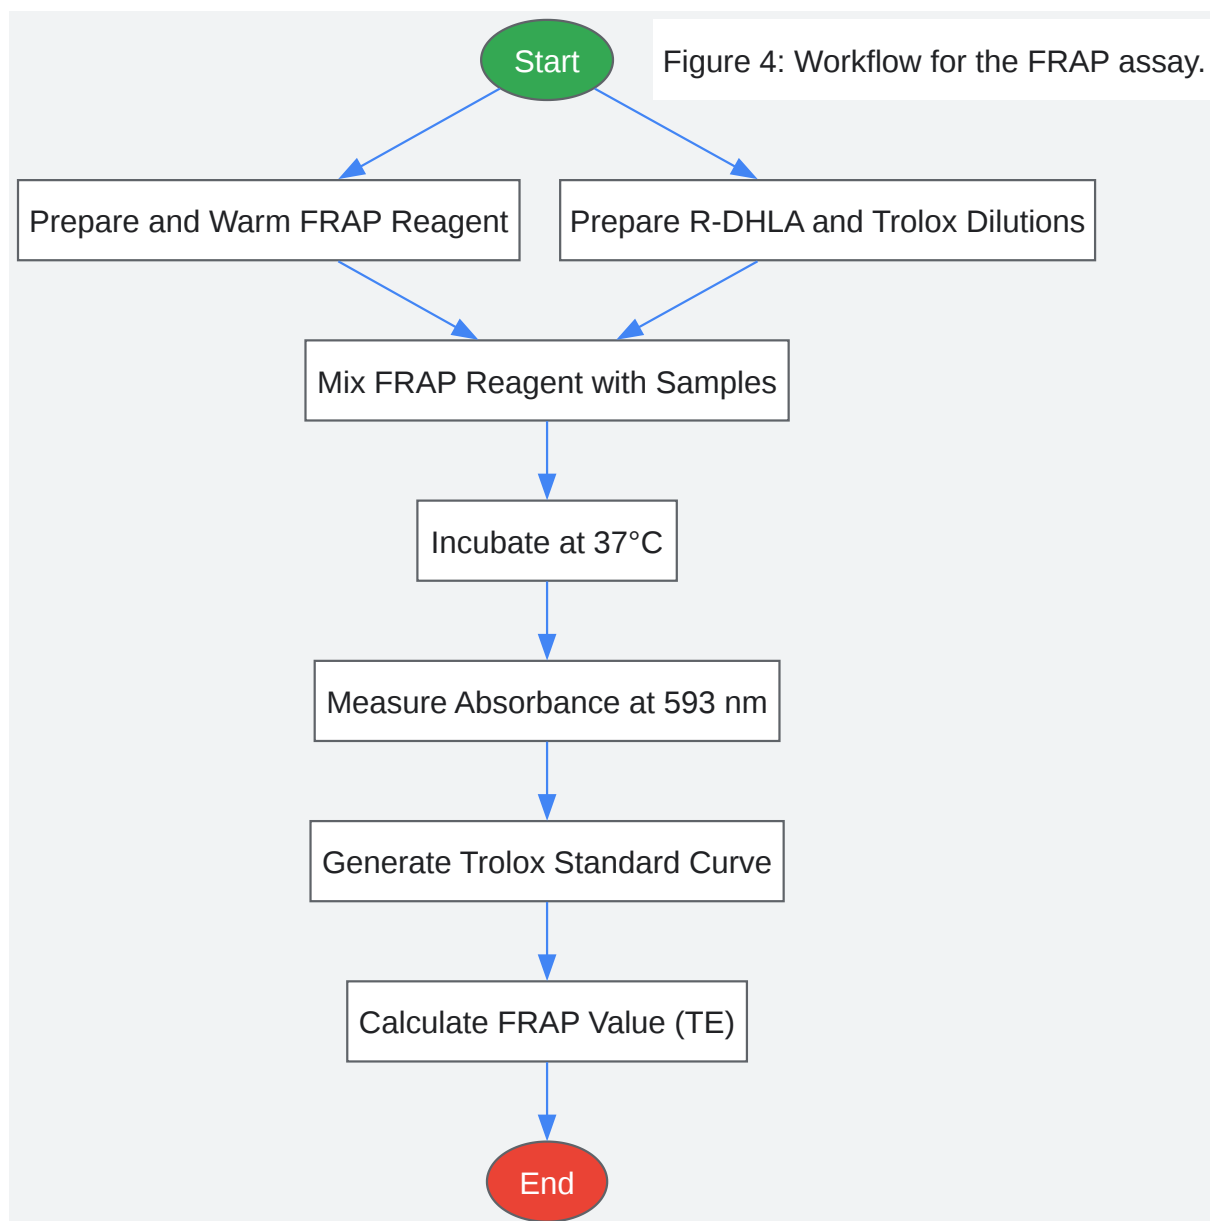 Start
Figure 4: Workflow for the FRAP assay.
Prepare and Warm FRAP Reagent
Prepare R-DHLA and Trolox Dilutions
Mix FRAP Reagent with Samples
Incubate at 37°C
Measure Absorbance at 593 nm
Generate Trolox Standard Curve
Calculate FRAP Value (TE)
End